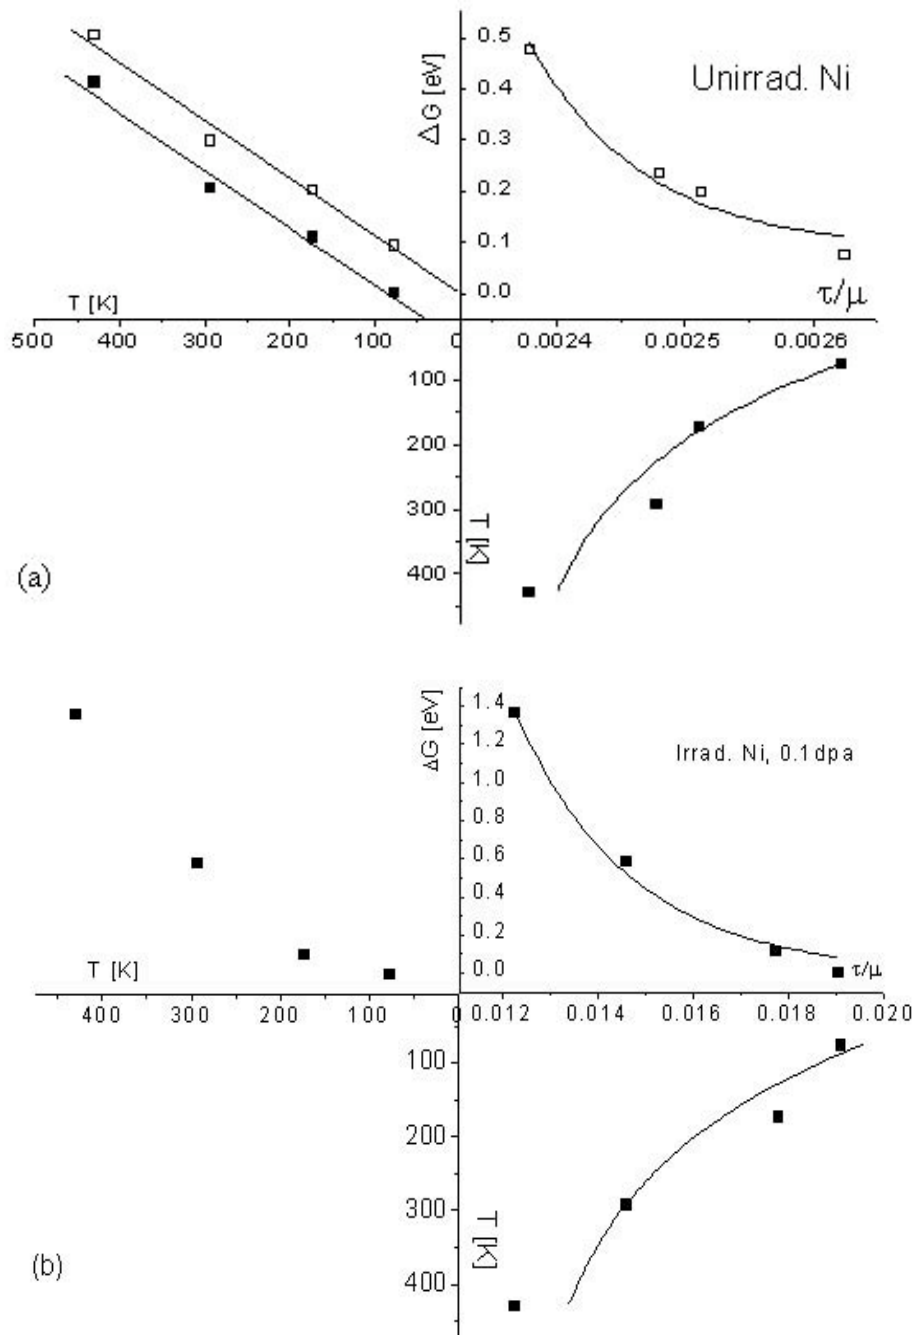 0.5
ΔG [eV]
Unirrad. Ni
0.4
0.3
0.2
0.1
T [K]
0.0
τ/μ
500 400 300 200 100 0.0024 0.0025 0.0026
100
200
300
T [K]
400
(a)
1.4
ΔG [eV]
1.2
Irrad. Ni, 0.1dpa
1.0
0.8
0.6
0.4
0.2
T [K]
0.0
τ/μ
400 300 200 100 0 0.012 0.014 0.016 0.018 0.020
100
200
300
T [K]
400
(b)